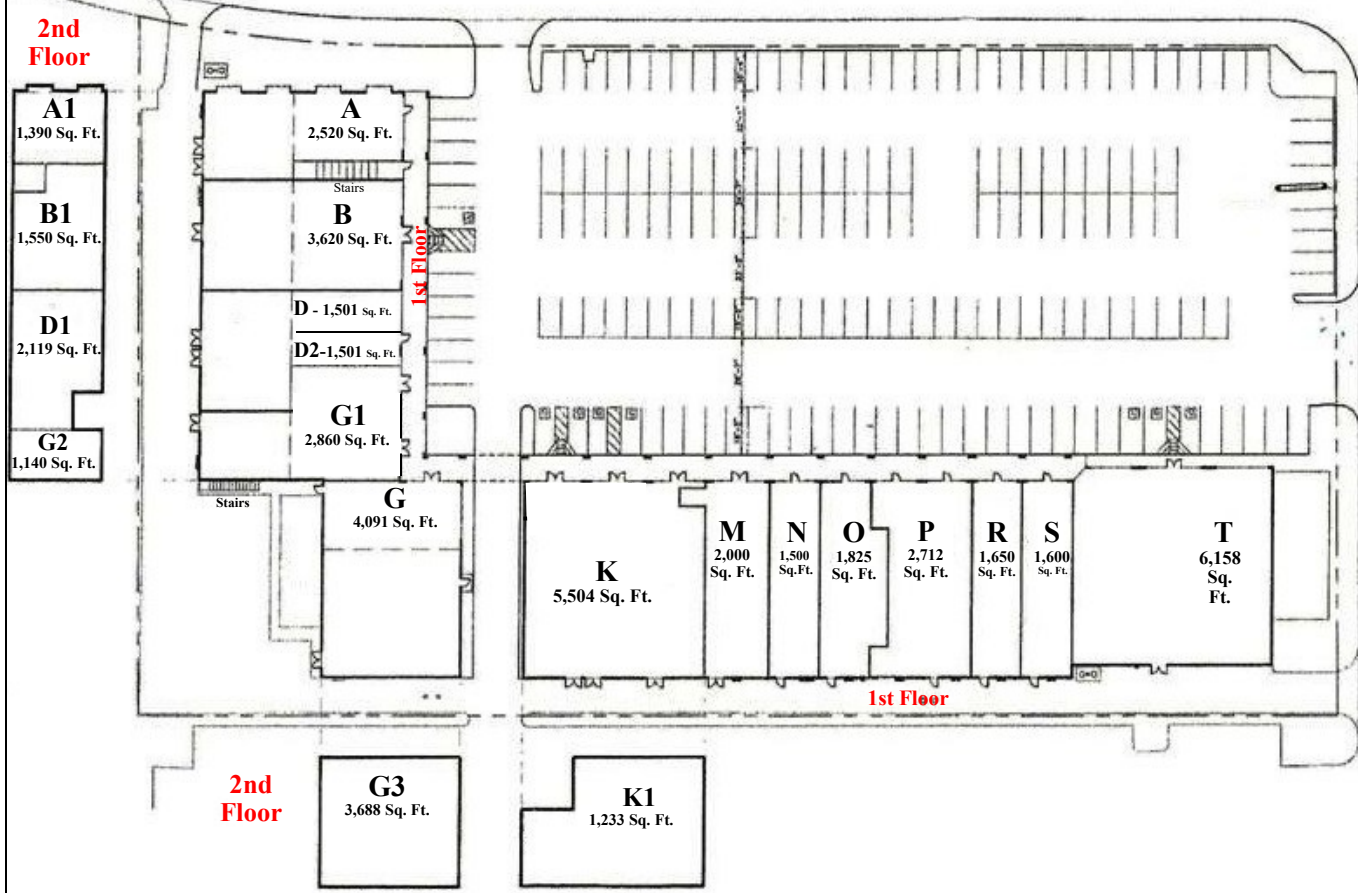 2nd
Floor
A1
1,390 Sq. Ft.
B1
1,550 Sq. Ft.
D1
2,119 Sq. Ft.
G2
1,140 Sq. Ft.
A
2,520 Sq. Ft.
Stairs
B
3,620 Sq. Ft.
1st Floor
D - 1,501 Sq. Ft.
D2-1,501 Sq. Ft.
G1
2,860 Sq. Ft.
Stairs
G
4,091 Sq. Ft.
K
5,504 Sq. Ft.
M
2,000
Sq. Ft.
N
1,500
Sq.Ft.
O
1,825
Sq. Ft.
P
2,712
Sq. Ft.
R
1,650
Sq. Ft.
S
1,600
Sq. Ft.
T
6,158
Sq.
Ft.
1st Floor
2nd
Floor
G3
3,688 Sq. Ft.
K1
1,233 Sq. Ft.